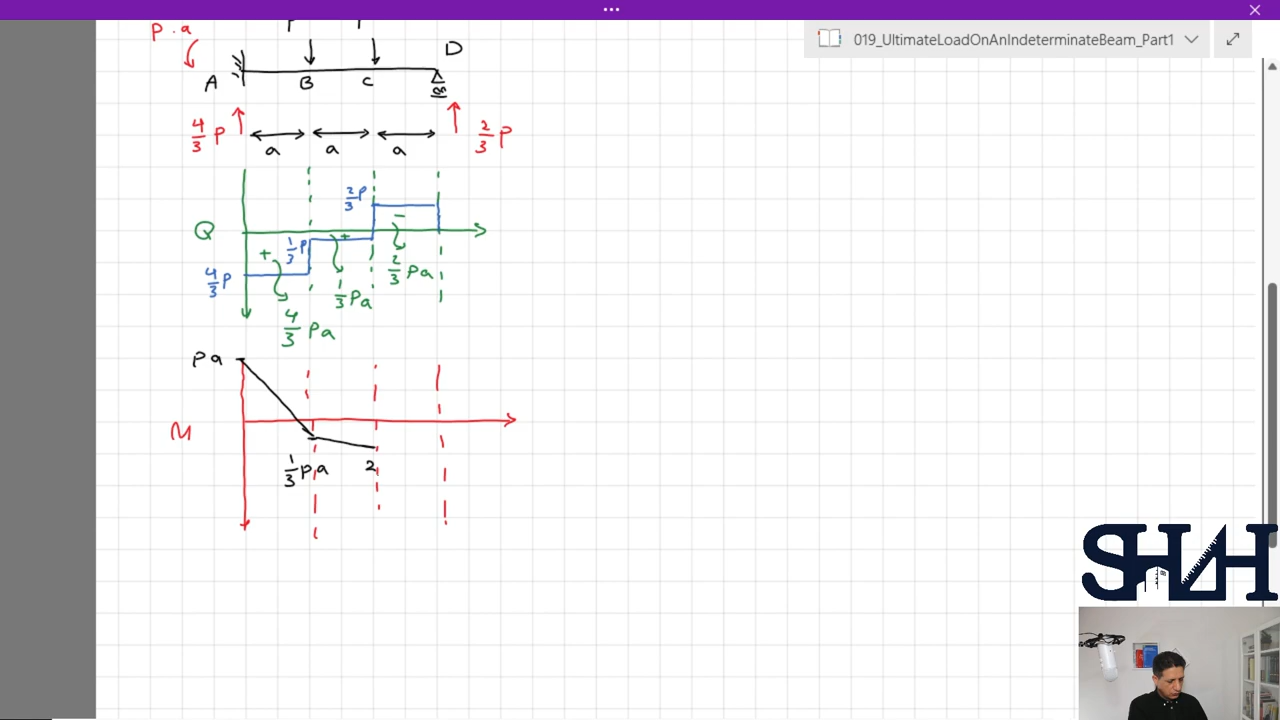 019_UltimateLoadOnAnIndeterminateBeam_Part1
P.a
D
A B C
4/3 P
a a a
2/3 P
2/3 P
Q
+ 1/3 P + -
4/3 P
2/3 Pa
1/3 Pa
4/3 Pa
Pa
M
1/3 Pa 2
SHLH